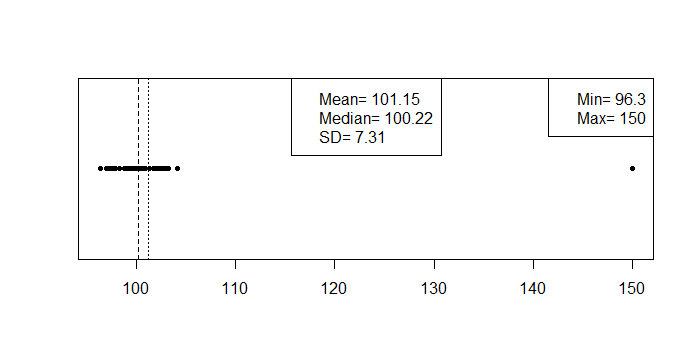 Mean= 101.15
Median= 100.22
SD= 7.31
Min= 96.3
Max= 150
100 110 120 130 140 150